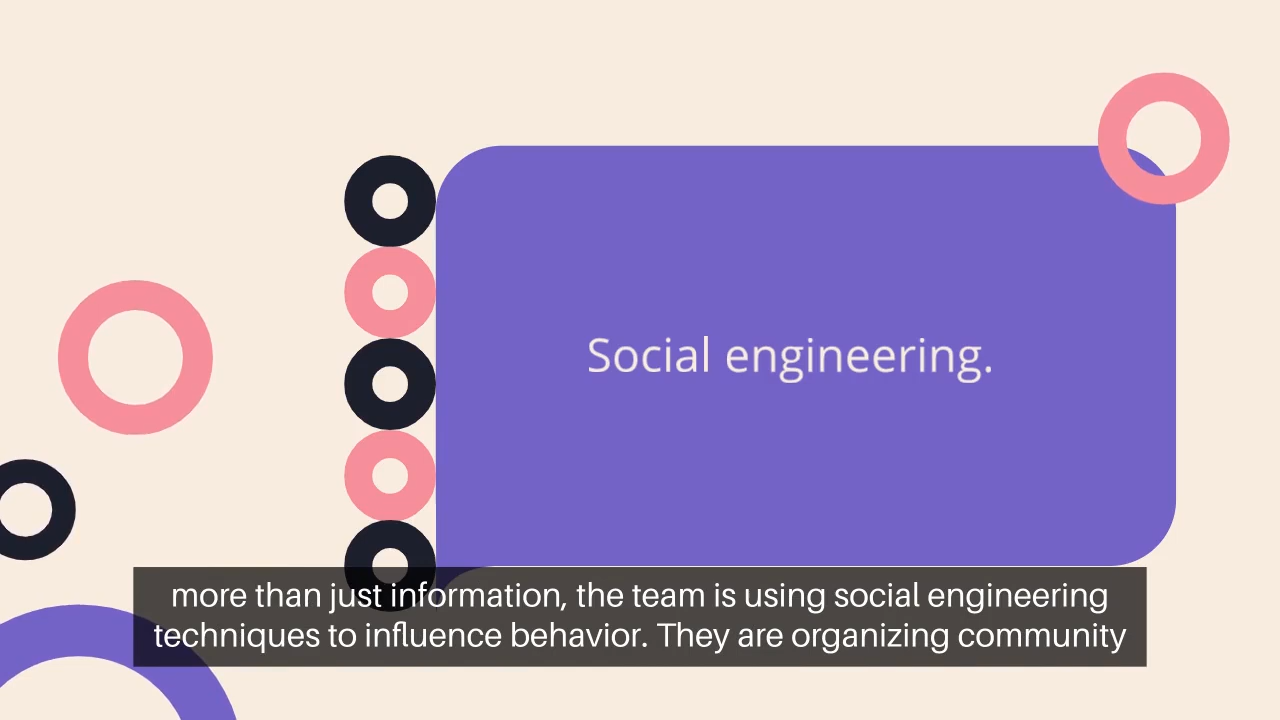 Social engineering.
more than just information, the team is using social engineering
techniques to influence behavior. They are organizing community